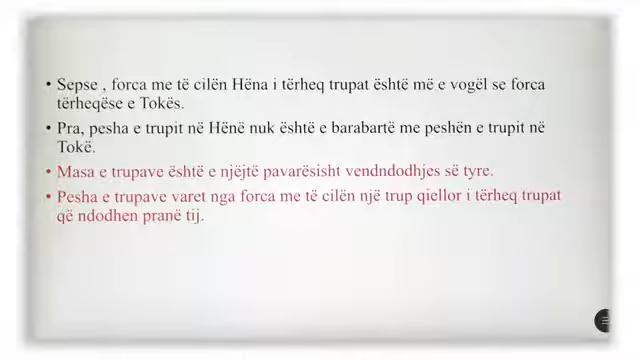 • Sepse , forca me të cilën Hëna i tërheq trupat është më e vogël se forca
tërheqëse e Tokës.
• Pra, pesha e trupit në Hënë nuk është e barabartë me peshën e trupit në
Tokë.
• Masa e trupave është e njëjtë pavarësisht vendndodhjes së tyre.
• Pesha e trupave varet nga forca me të cilën një trup qiellor i tërheq trupat
që ndodhen pranë tij.